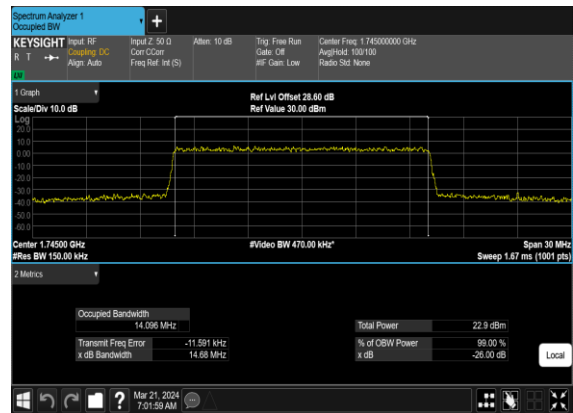 Spectrum Analyzer 1
Occupied BW
KEYSIGHT Input: RF Input Z: 50 Ω Atten: 10 dB Trig: Free Run Center Freq: 1.745000000 GHz
R T Coupling: DC Corr CCorr Gate: Off Avg|Hold: 100/100
Align: Auto Freq Ref: Int (S) #IF Gain: Low Radio Std: None
1 Graph
Ref Lvl Offset 28.60 dB
Scale/Div 10.0 dB Ref Value 30.00 dBm
Log
20.0
10.0
0.00
-10.0
-20.0
-30.0
-40.0
-50.0
-60.0
Center 1.74500 GHz #Video BW 470.00 kHz* Span 30 MHz
#Res BW 150.00 kHz Sweep 1.67 ms (1001 pts)
2 Metrics
Occupied Bandwidth
14.096 MHz Total Power 22.9 dBm
Transmit Freq Error -11.591 kHz % of OBW Power 99.00 %
x dB Bandwidth 14.68 MHz x dB -26.00 dB
Local
? Mar 21, 2024
7:01:59 AM